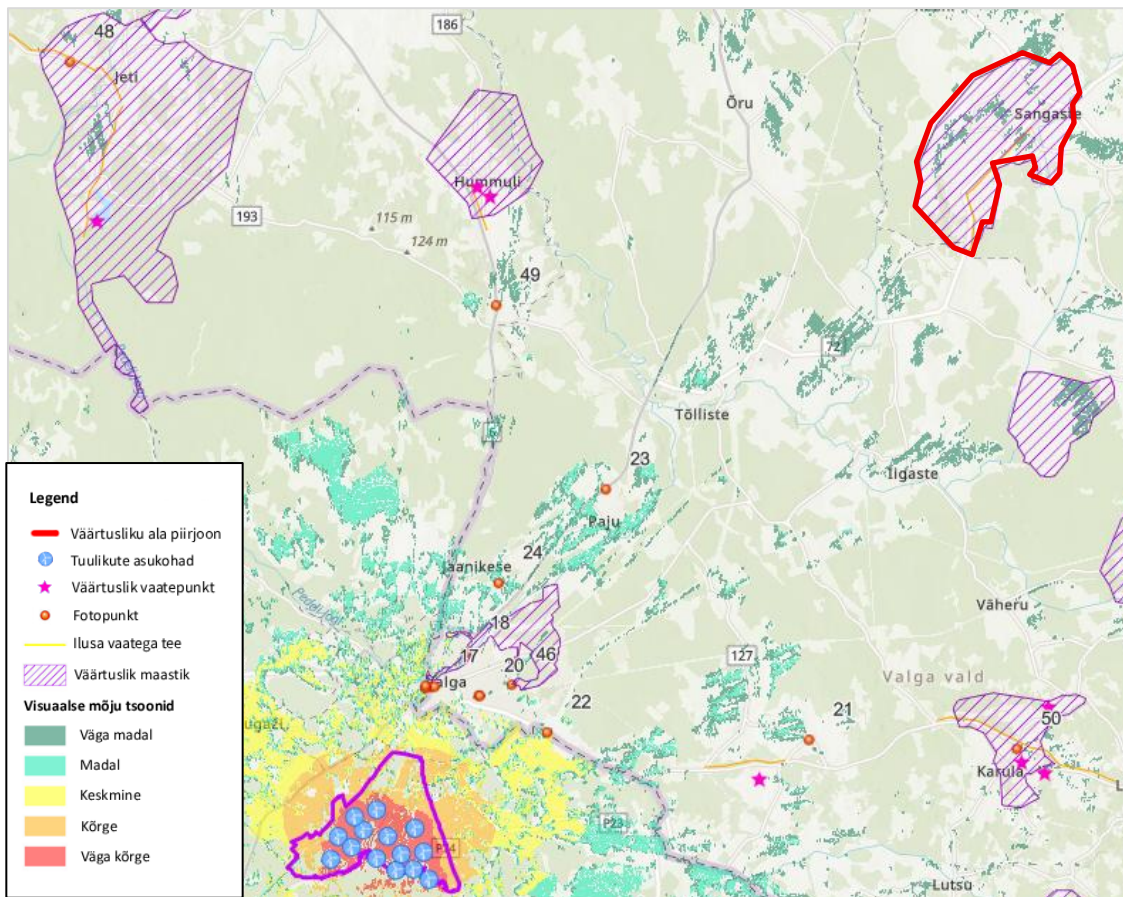 48
186
Jeti
Õru
Sangaste
Hummuli
193
115 m
124 m
49
72
Tõlliste
23
Iigaste
Paju
24
Jaanikese
Väheru
18
17
46
20
127
Valga vald
22
21
50
Karula
P23
P24
Lutsu
Legend
Väärtusliku ala piirjoon
Tuulikute asukohad
Väärtuslik vaatepunkt
Fotopunkt
Ilusa vaatega tee
Väärtuslik maastik
Visuaalse mõju tsoonid
Väga madal
Madal
Keskmine
Kõrge
Väga kõrge